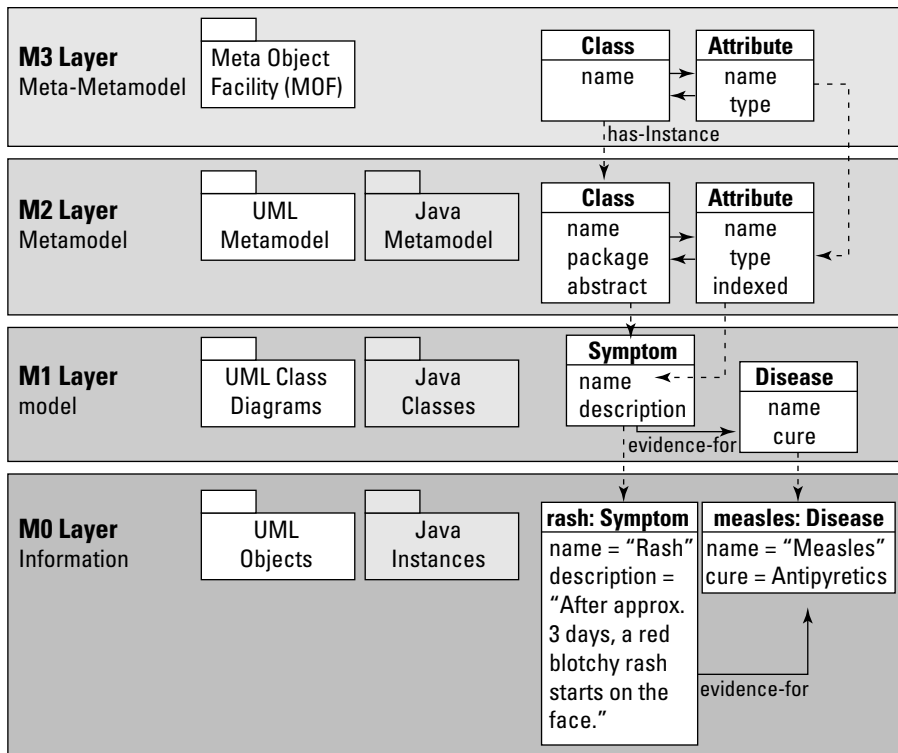 M3 Layer
Meta-Metamodel
Meta Object
Facility (MOF)
Class
name
Attribute
name
type
has-Instance
M2 Layer
Metamodel
UML
Metamodel
Java
Metamodel
Class
name
package
abstract
Attribute
name
type
indexed
M1 Layer
model
UML Class
Diagrams
Java
Classes
Symptom
name
description
Disease
name
cure
evidence-for
M0 Layer
Information
UML
Objects
Java
Instances
rash: Symptom
name = “Rash”
description =
“After approx.
3 days, a red
blotchy rash
starts on the
face.”
measles: Disease
name = “Measles”
cure = Antipyretics
evidence-for